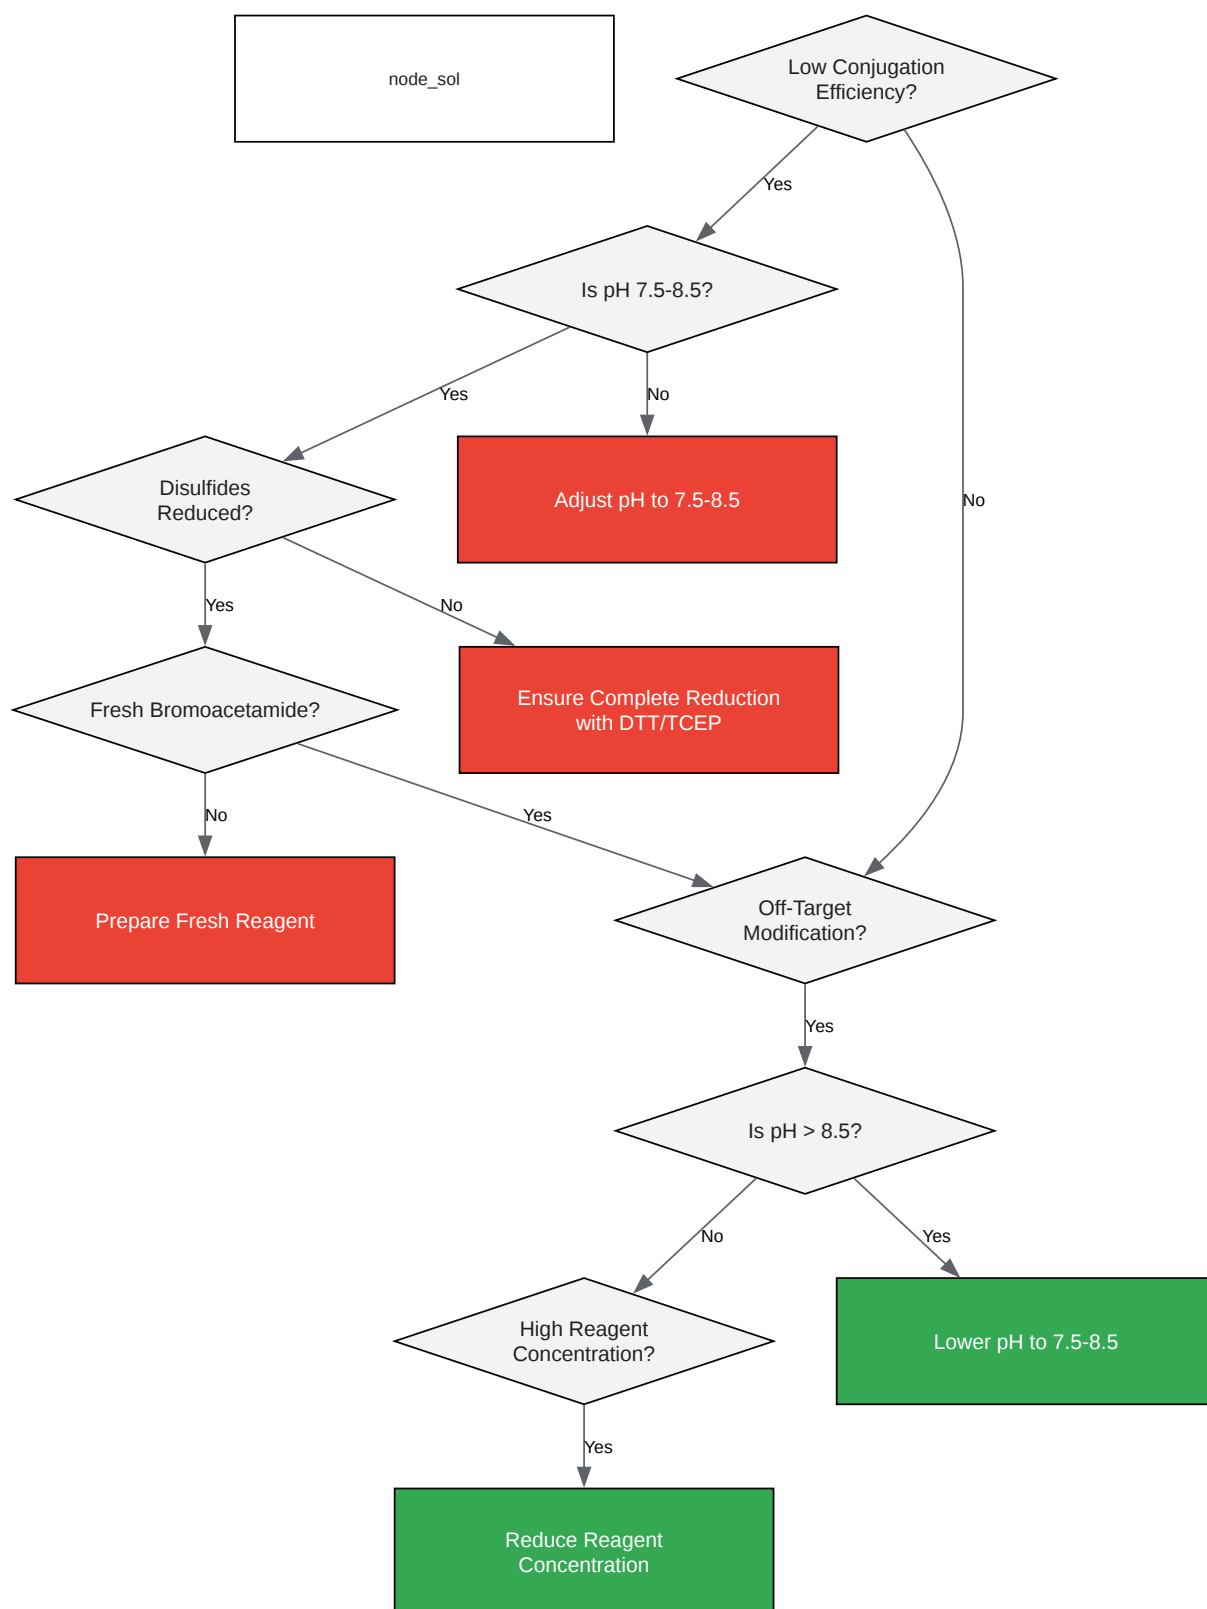 node_sol
Low Conjugation
Efficiency?
Yes
Is pH 7.5-8.5?
Yes
No
Disulfides
Reduced?
Adjust pH to 7.5-8.5
No
Yes
No
Fresh Bromoacetamide?
Ensure Complete Reduction
with DTT/TCEP
No
Yes
Prepare Fresh Reagent
Off-Target
Modification?
Yes
Is pH > 8.5?
No
Yes
High Reagent
Concentration?
Lower pH to 7.5-8.5
Yes
Reduce Reagent
Concentration